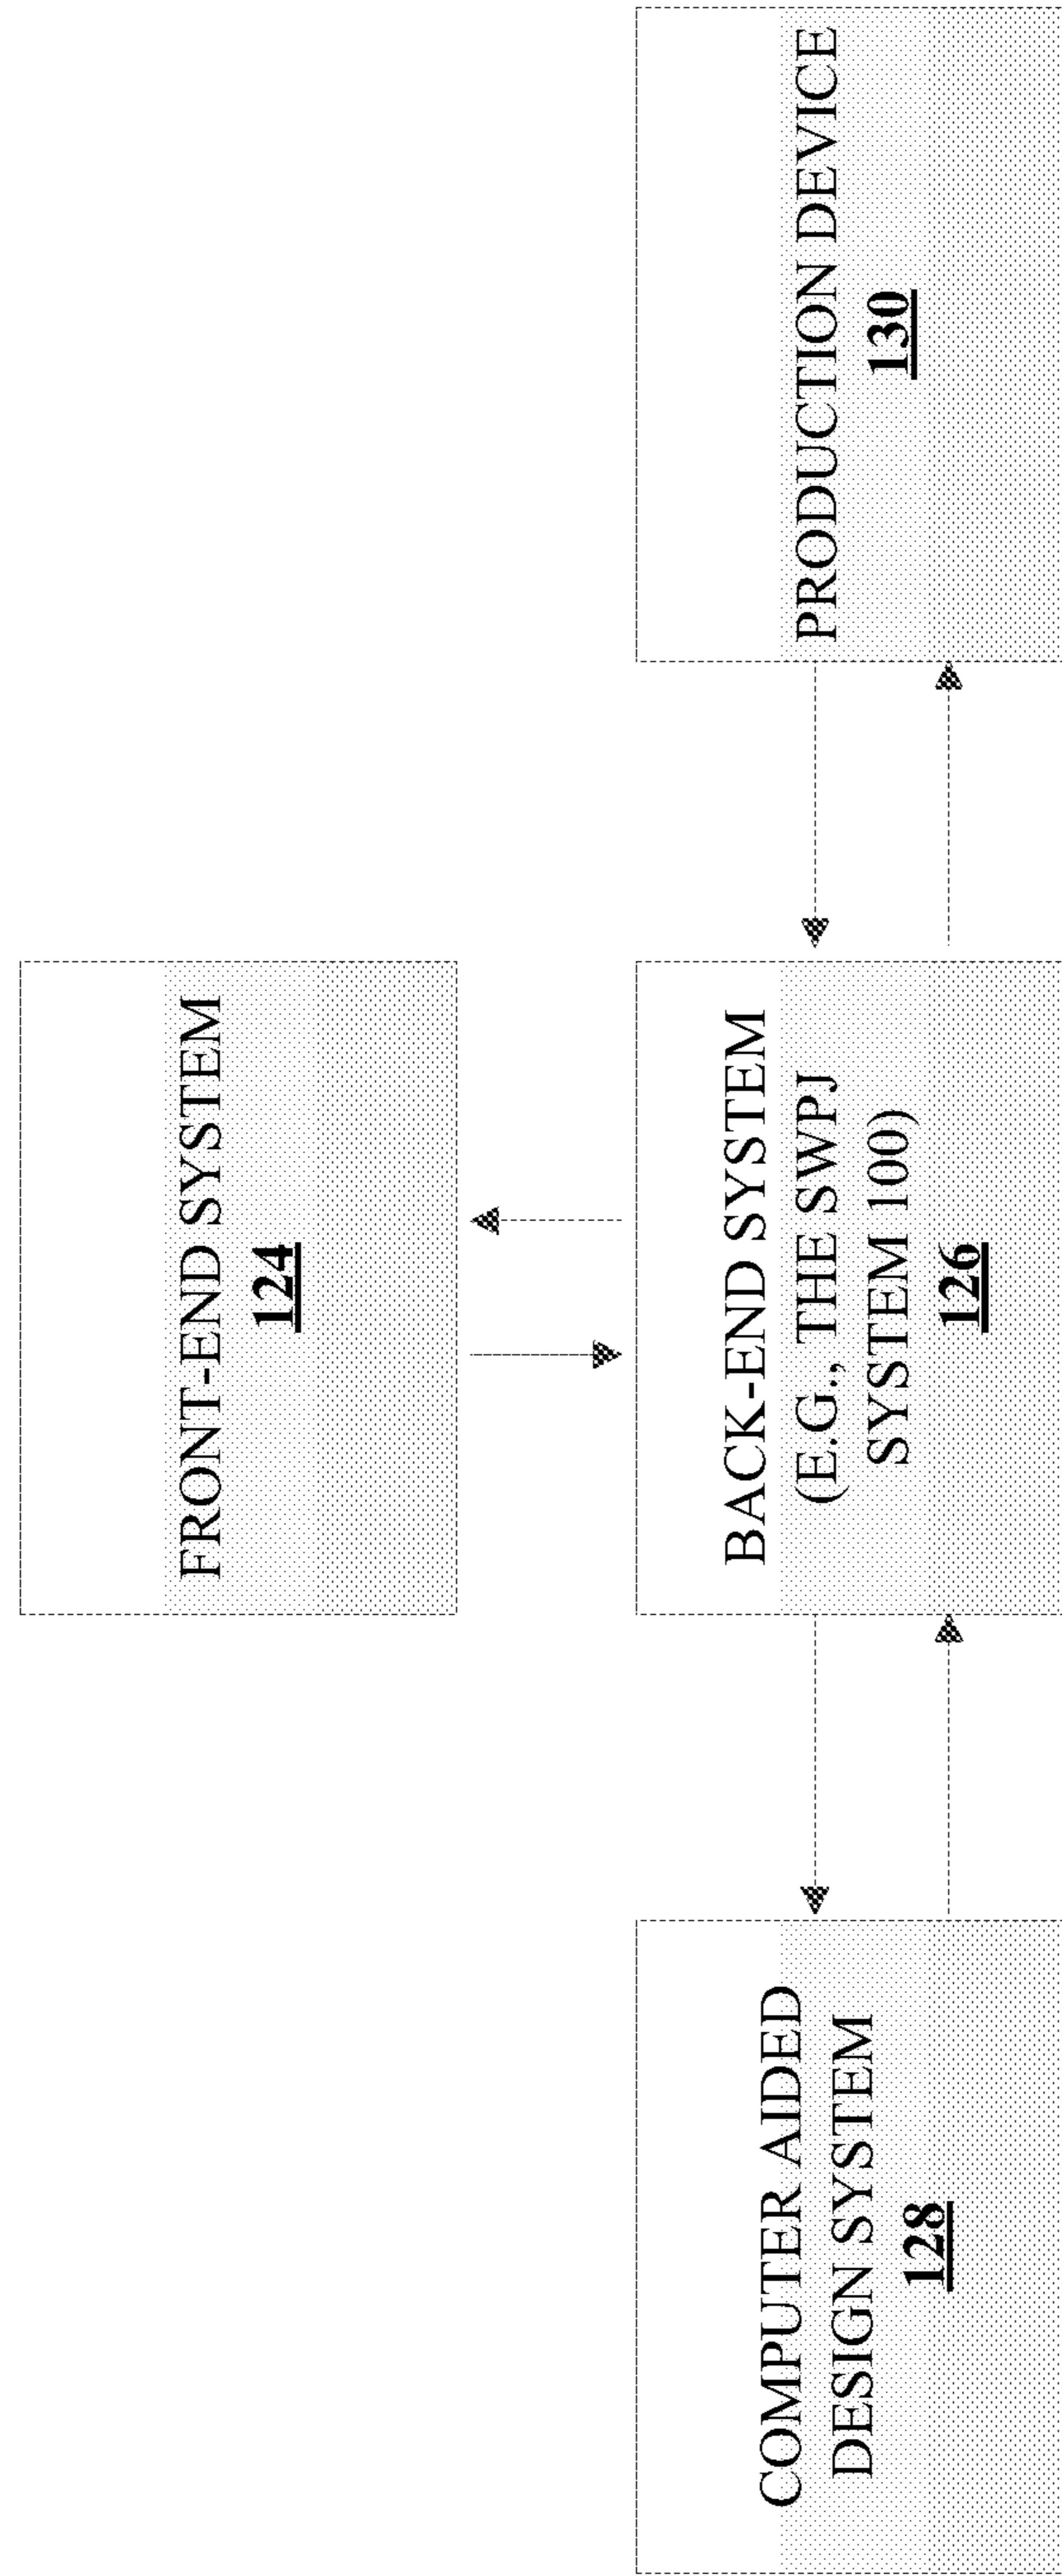 FRONT-END SYSTEM
124
COMPUTER AIDED
DESIGN SYSTEM
128
BACK-END SYSTEM
(E.G., THE SWPJ
SYSTEM 100)
126
PRODUCTION DEVICE
130